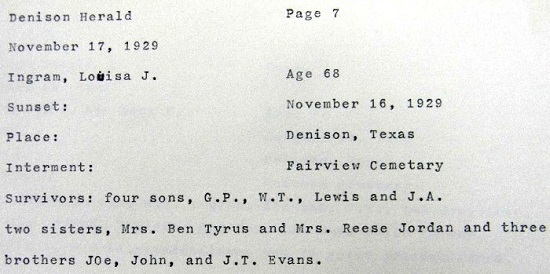 Denison Herald Page 7
November 17, 1929
Ingram, Louisa J. Age 68
Sunset: November 16, 1929
Place: Denison, Texas
Interment: Fairview Cemetary
Survivors: four sons, G.P., W.T., Lewis and J.A.
two sisters, Mrs. Ben Tyrus and Mrs. Reese Jordan and three
brothers JOe, John, and J.T. Evans.